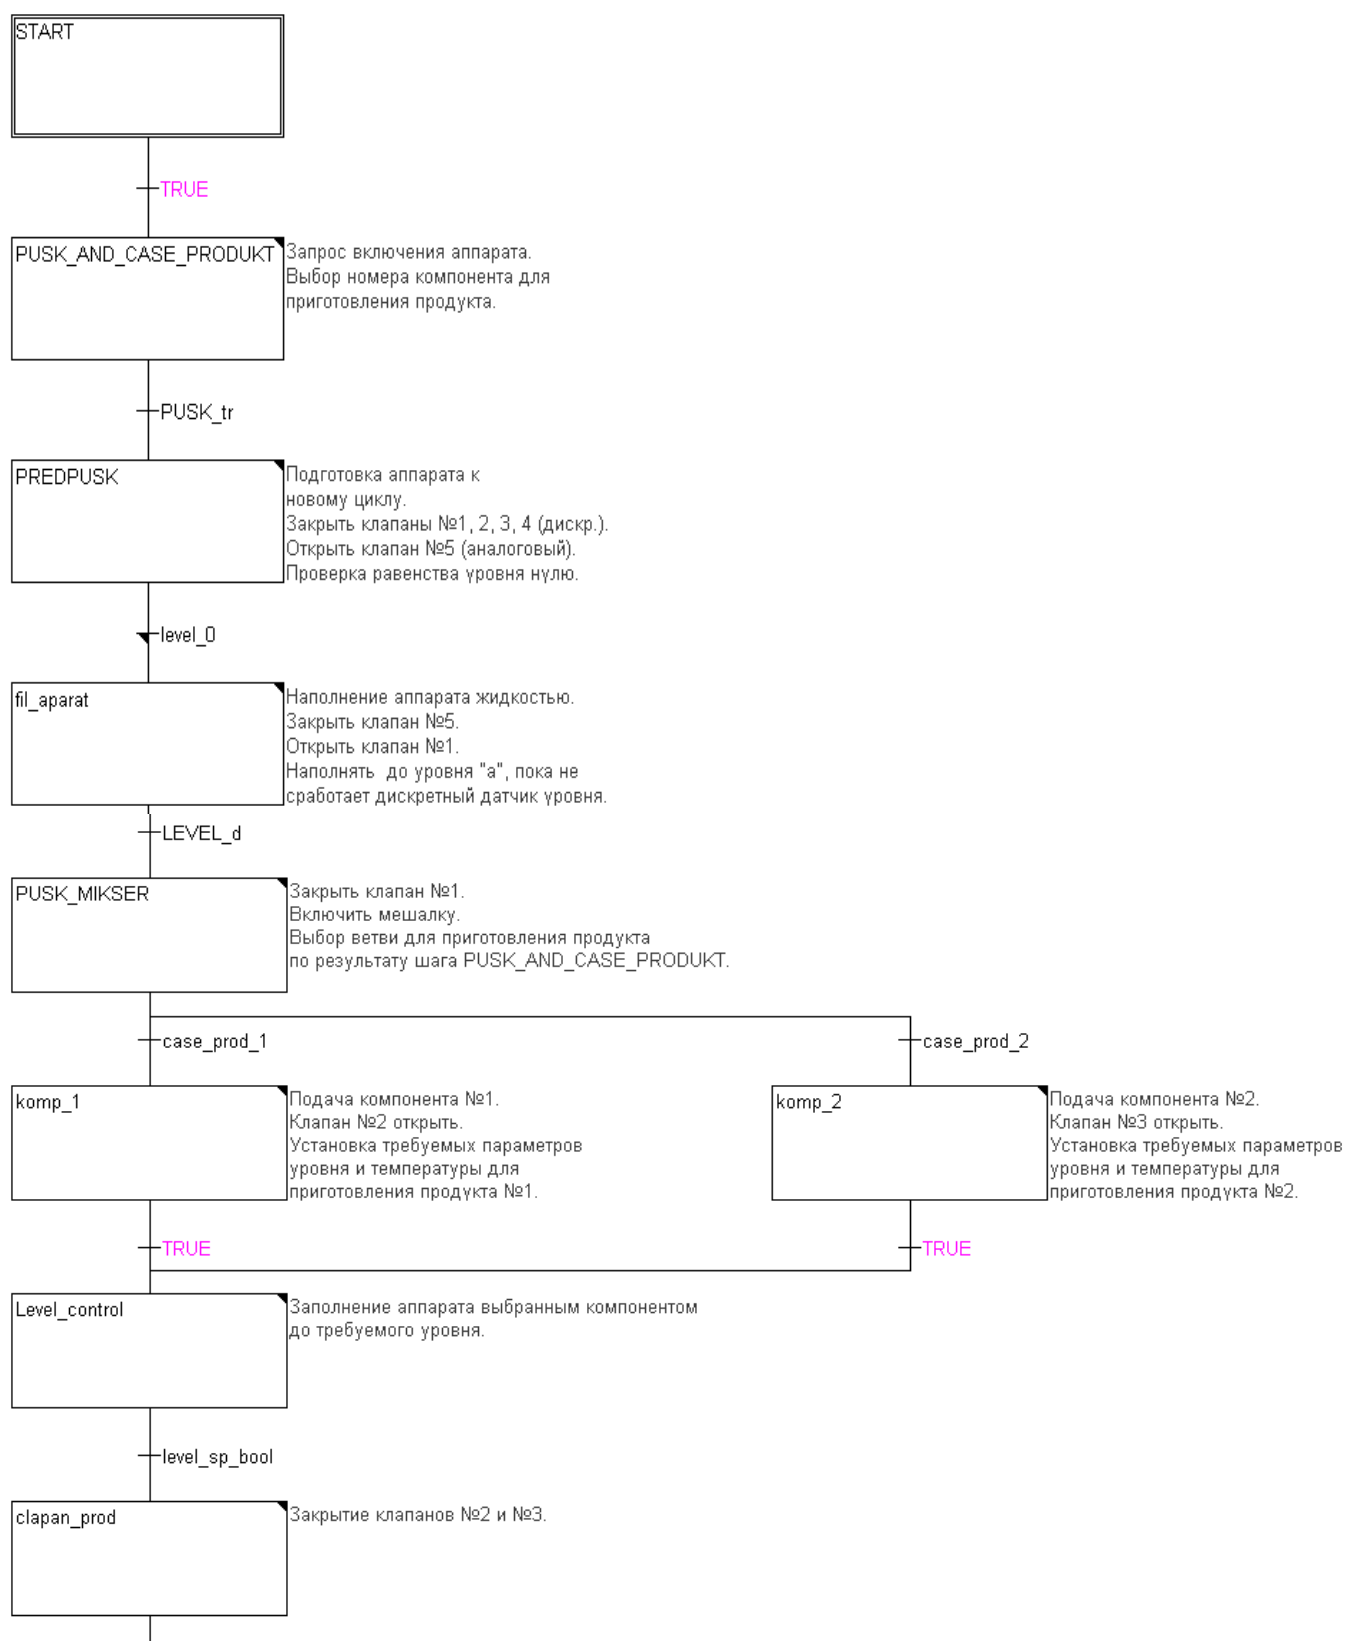 START
TRUE
PUSK_AND_CASE_PRODUKT
Запрос включения аппарата.
Выбор номера компонента для
приготовления продукта.
PUSK_tr
PREDPUSK
Подготовка аппарата к
новому циклу.
Закрыть клапаны №1, 2, 3, 4 (дискр.).
Открыть клапан №5 (аналоговый).
Проверка равенства уровня нулю.
level_0
fil_aparat
Наполнение аппарата жидкостью.
Закрыть клапан №5.
Открыть клапан №1.
Наполнять до уровня "а", пока не
сработает дискретный датчик уровня.
LEVEL_d
PUSK_MIKSER
Закрыть клапан №1.
Включить мешалку.
Выбор ветви для приготовления продукта
по результату шага PUSK_AND_CASE_PRODUKT.
case_prod_1
case_prod_2
komp_1
Подача компонента №1.
Клапан №2 открыть.
Установка требуемых параметров
уровня и температуры для
приготовления продукта №1.
komp_2
Подача компонента №2.
Клапан №3 открыть.
Установка требуемых параметров
уровня и температуры для
приготовления продукта №2.
TRUE
TRUE
Level_control
Заполнение аппарата выбранным компонентом
до требуемого уровня.
level_sp_bool
clapan_prod
Закрытие клапанов №2 и №3.